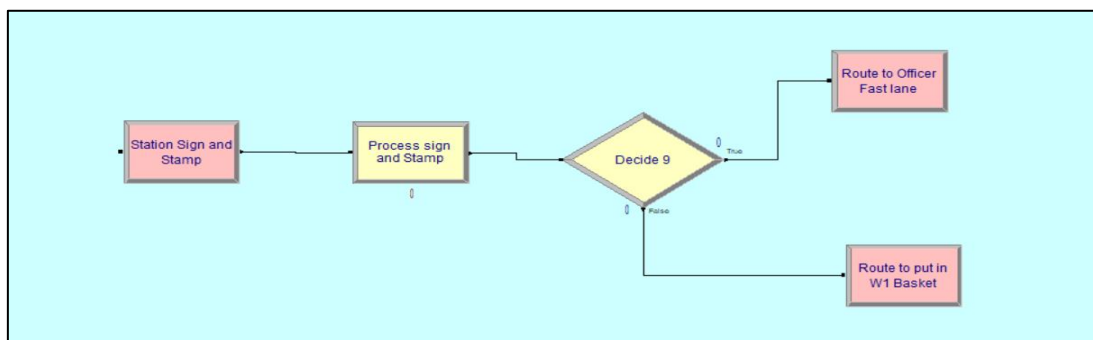 Station Sign and
Stamp
Process sign
and Stamp
Decide 9
0
True
0
False
0
Route to Officer
Fast lane
Route to put in
W1 Basket